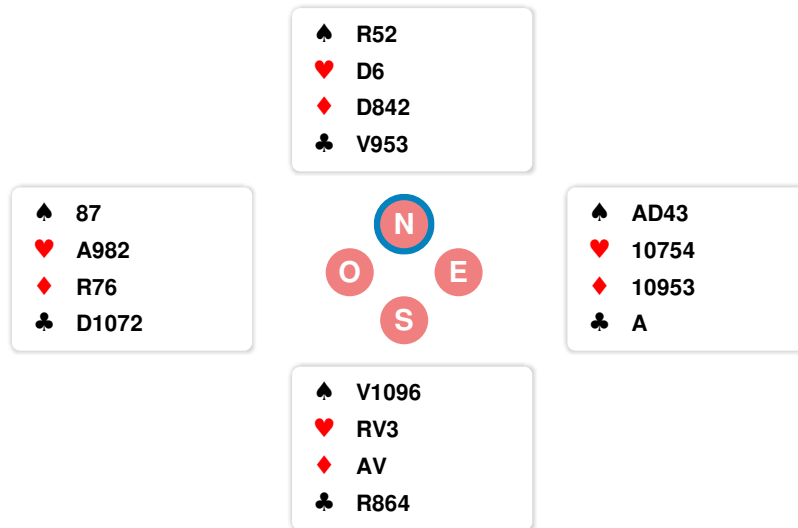 ♠ R52
♥ D6
♦ D842
♣ V953
♠ 87
♥ A982
♦ R76
♣ D1072
N
O E
S
♠ AD43
♥ 10754
♦ 10953
♣ A
♠ V1096
♥ RV3
♦ AV
♣ R864